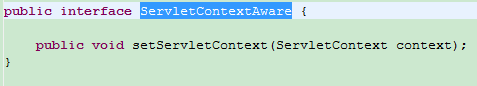 public interface ServletContextAware {
public void setServletContext(ServletContext context);
}